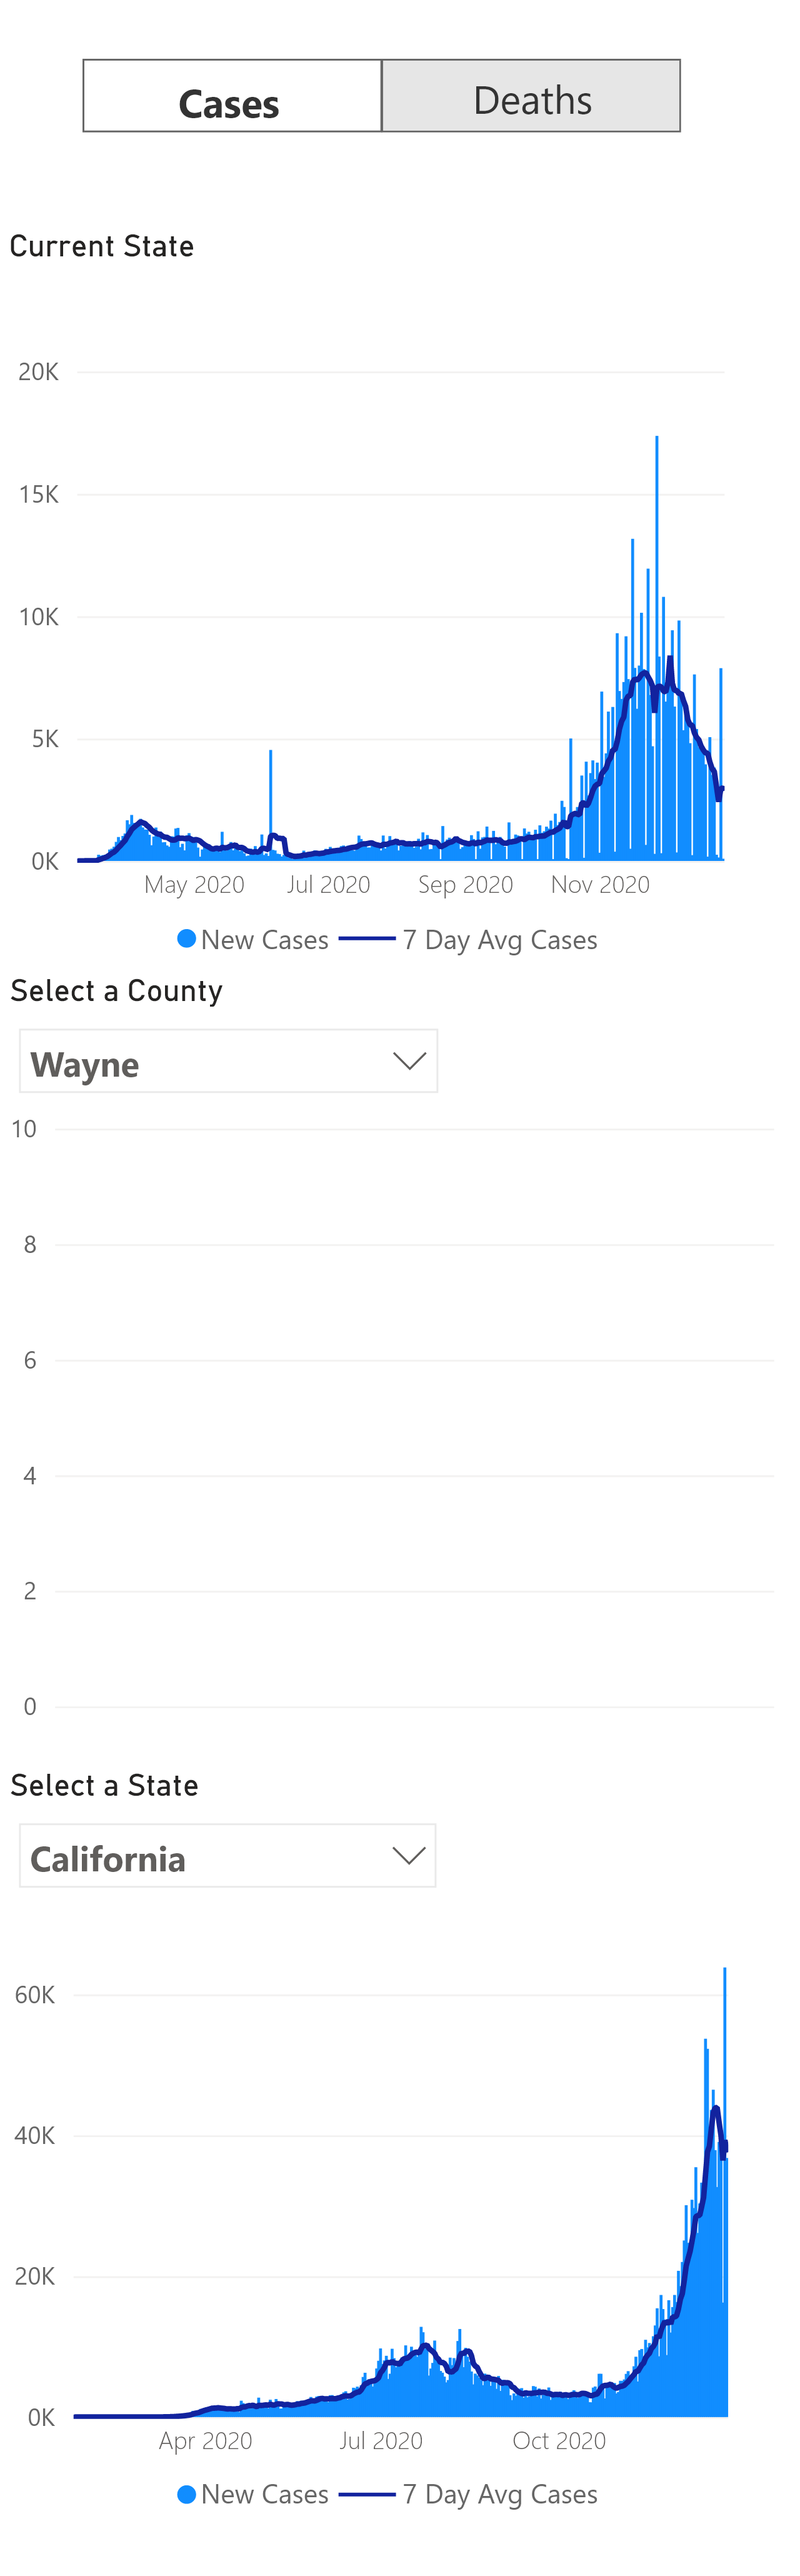 Cases Deaths
Current State
20K
15K
10K
5K
0K
May 2020 Jul 2020 Sep 2020 Nov 2020
New Cases 7 Day Avg Cases
Select a County
Wayne
10
8
6
4
2
0
Select a State
California
60K
40K
20K
0K
Apr 2020 Jul 2020 Oct 2020
New Cases 7 Day Avg Cases